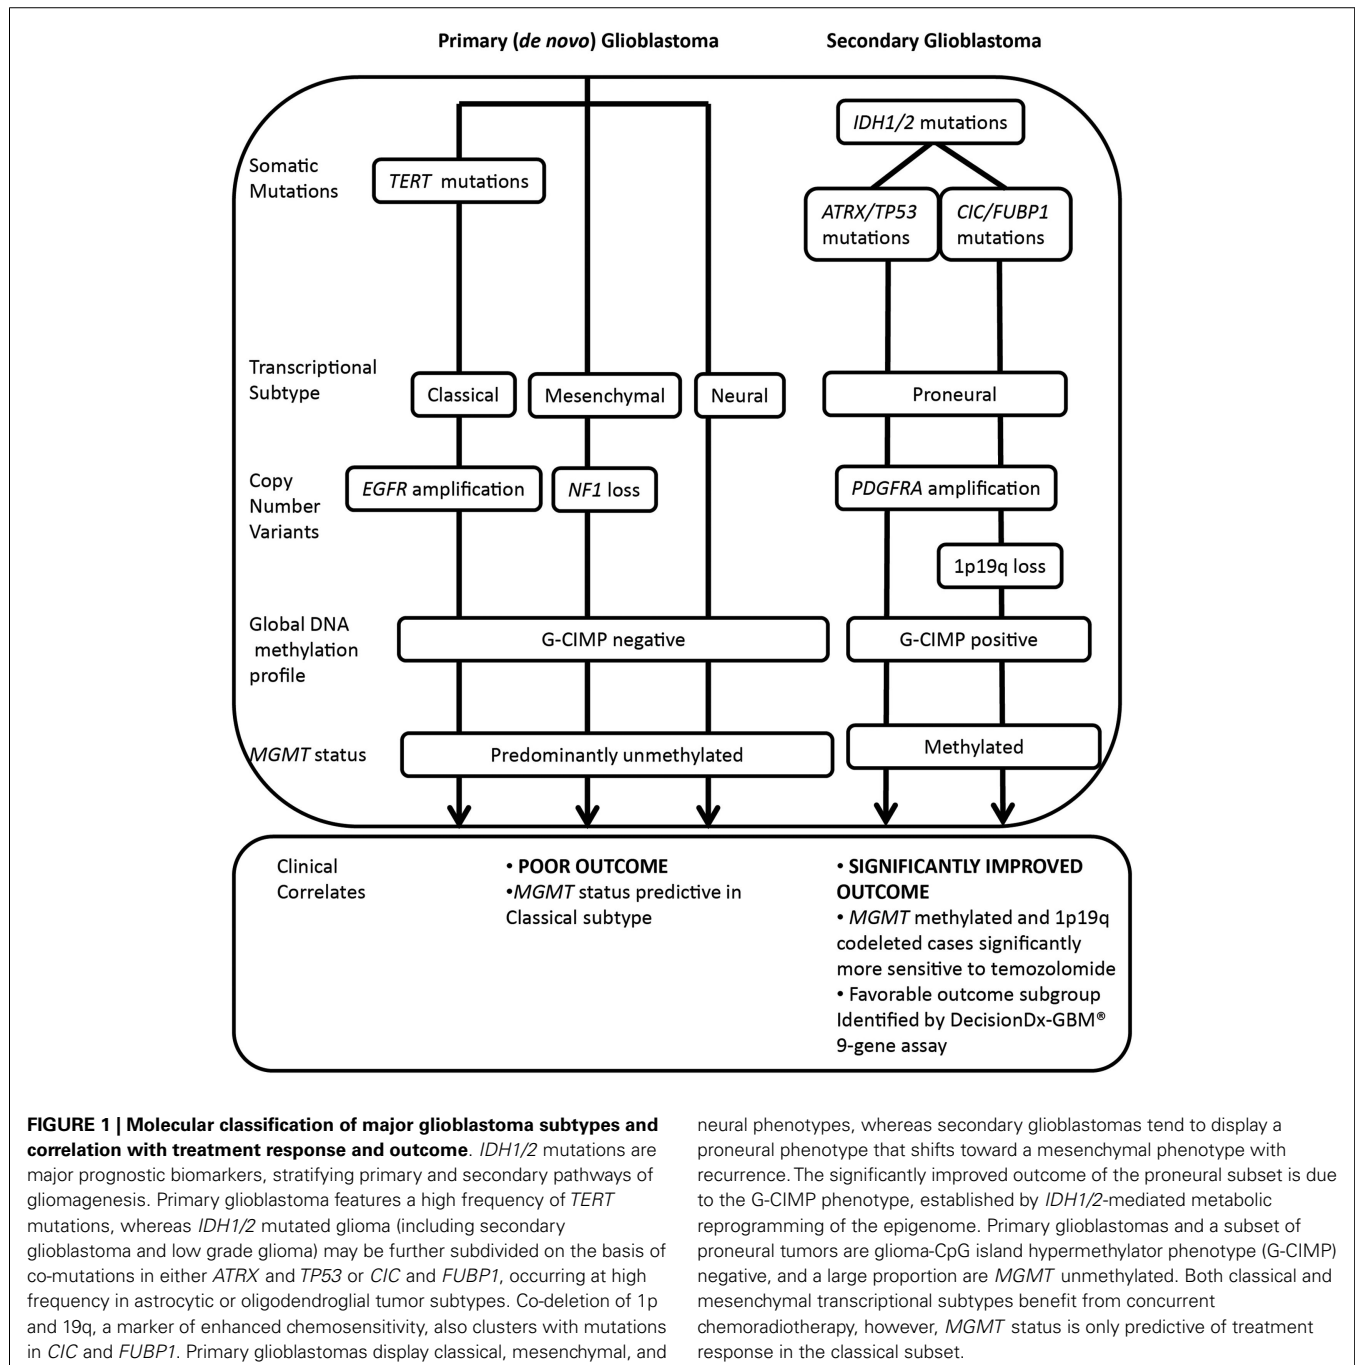 Primary (de novo) Glioblastoma
Secondary Glioblastoma
IDH1/2 mutations
Somatic
Mutations
TERT mutations
ATRX/TP53
mutations
CIC/FUBP1
mutations
Transcriptional
Subtype
Classical
Mesenchymal
Neural
Proneural
Copy
Number
Variants
EGFR amplification
NF1 loss
PDGFRA amplification
1p19q loss
Global DNA
methylation
profile
G-CIMP negative
G-CIMP positive
MGMT status
Predominantly unmethylated
Methylated
Clinical
Correlates
• POOR OUTCOME
•MGMT status predictive in
Classical subtype
• SIGNIFICANTLY IMPROVED
OUTCOME
• MGMT methylated and 1p19q
codeleted cases significantly
more sensitive to temozolomide
• Favorable outcome subgroup
Identified by DecisionDx-GBM®
9-gene assay
FIGURE 1 | Molecular classification of major glioblastoma subtypes and
correlation with treatment response and outcome. IDH1/2 mutations are
major prognostic biomarkers, stratifying primary and secondary pathways of
gliomagenesis. Primary glioblastoma features a high frequency of TERT
mutations, whereas IDH1/2 mutated glioma (including secondary
glioblastoma and low grade glioma) may be further subdivided on the basis of
co-mutations in either ATRX and TP53 or CIC and FUBP1, occurring at high
frequency in astrocytic or oligodendroglial tumor subtypes. Co-deletion of 1p
and 19q, a marker of enhanced chemosensitivity, also clusters with mutations
in CIC and FUBP1. Primary glioblastomas display classical, mesenchymal, and
neural phenotypes, whereas secondary glioblastomas tend to display a
proneural phenotype that shifts toward a mesenchymal phenotype with
recurrence. The significantly improved outcome of the proneural subset is due
to the G-CIMP phenotype, established by IDH1/2-mediated metabolic
reprogramming of the epigenome. Primary glioblastomas and a subset of
proneural tumors are glioma-CpG island hypermethylator phenotype (G-CIMP)
negative, and a large proportion are MGMT unmethylated. Both classical and
mesenchymal transcriptional subtypes benefit from concurrent
chemoradiotherapy, however, MGMT status is only predictive of treatment
response in the classical subset.